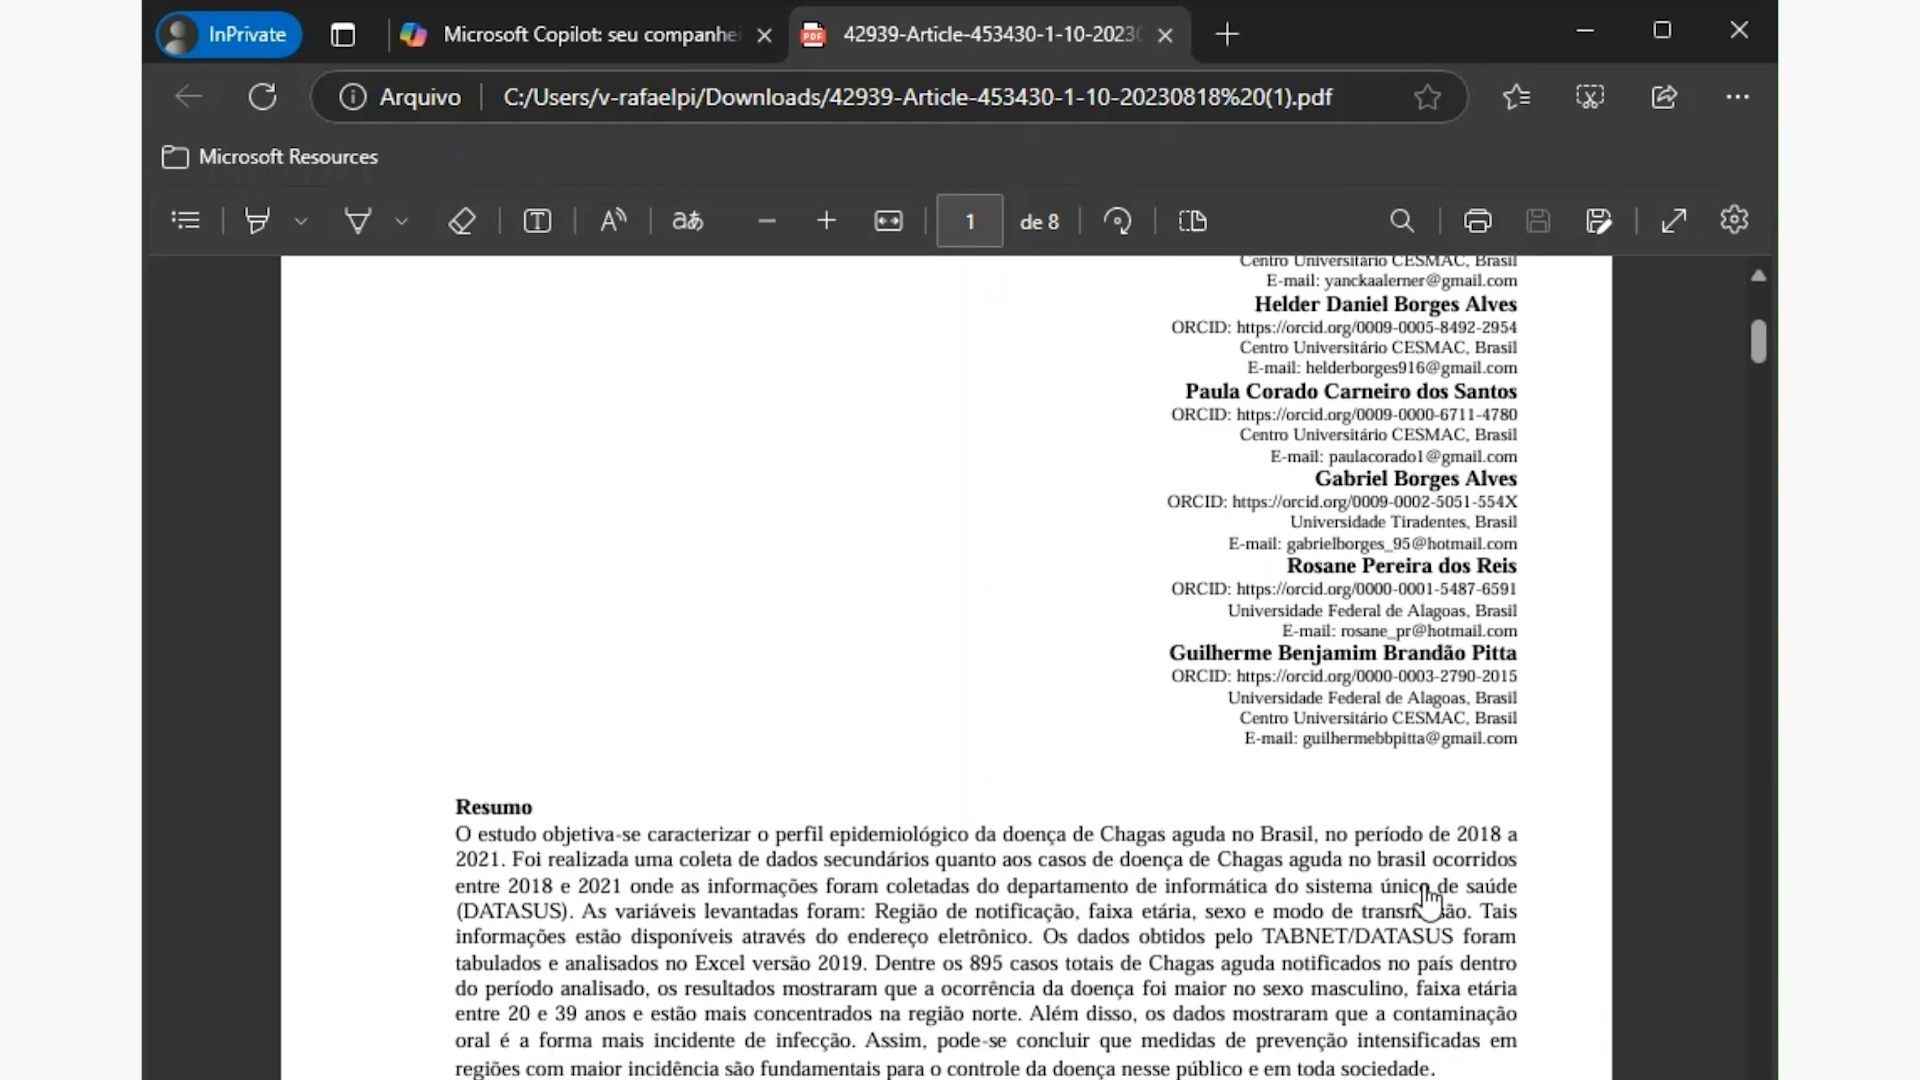 InPrivate
Microsoft Copilot: seu companhei
42939-Article-453430-1-10-2023
Arquivo
C:/Users/v-rafaelpi/Downloads/42939-Article-453430-1-10-20230818%20(1).pdf
Microsoft Resources
aあ
1 de 8
Centro Universitário CESMAC, Brasil
E-mail: yanckaalerner@gmail.com
Helder Daniel Borges Alves
ORCID: https://orcid.org/0009-0005-8492-2954
Centro Universitário CESMAC, Brasil
E-mail: helderborges916@gmail.com
Paula Corado Carneiro dos Santos
ORCID: https://orcid.org/0009-0000-6711-4780
Centro Universitário CESMAC, Brasil
E-mail: paulacorado1@gmail.com
Gabriel Borges Alves
ORCID: https://orcid.org/0009-0002-5051-554X
Universidade Tiradentes, Brasil
E-mail: gabrielborges_95@hotmail.com
Rosane Pereira dos Reis
ORCID: https://orcid.org/0000-0001-5487-6591
Universidade Federal de Alagoas, Brasil
E-mail: rosane_pr@hotmail.com
Guilherme Benjamim Brandão Pitta
ORCID: https://orcid.org/0000-0003-2790-2015
Universidade Federal de Alagoas, Brasil
Centro Universitário CESMAC, Brasil
E-mail: guilhermebbpitta@gmail.com
Resumo
O estudo objetiva-se caracterizar o perfil epidemiológico da doença de Chagas aguda no Brasil, no período de 2018 a
2021. Foi realizada uma coleta de dados secundários quanto aos casos de doença de Chagas aguda no brasil ocorridos
entre 2018 e 2021 onde as informações foram coletadas do departamento de informática do sistema único de saúde
(DATASUS). As variáveis levantadas foram: Região de notificação, faixa etária, sexo e modo de transmissão. Tais
informações estão disponíveis através do endereço eletrônico. Os dados obtidos pelo TABNET/DATASUS foram
tabulados e analisados no Excel versão 2019. Dentre os 895 casos totais de Chagas aguda notificados no país dentro
do período analisado, os resultados mostraram que a ocorrência da doença foi maior no sexo masculino, faixa etária
entre 20 e 39 anos e estão mais concentrados na região norte. Além disso, os dados mostraram que a contaminação
oral é a forma mais incidente de infecção. Assim, pode-se concluir que medidas de prevenção intensificadas em
regiões com maior incidência são fundamentais para o controle da doença nesse público e em toda sociedade.